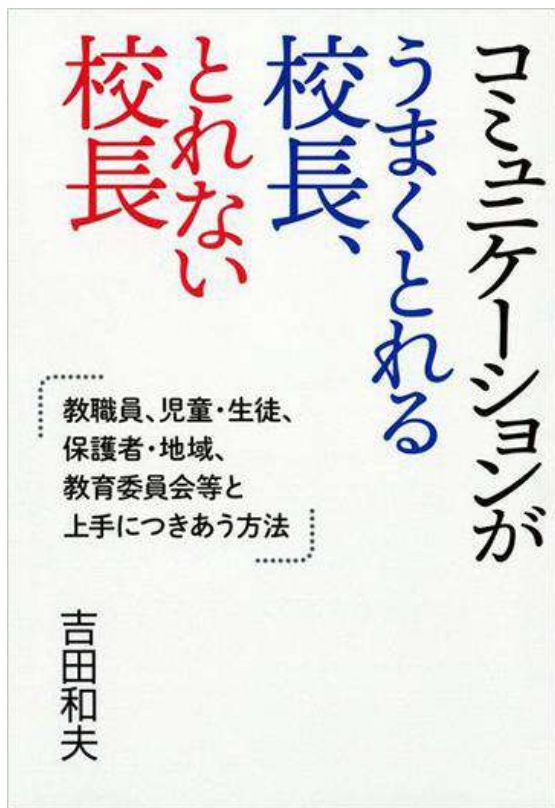 コミュニケーションが
うまくとれる
校長、
とれない
校長
教職員、児童・生徒、
保護者・地域、
教育委員会等と
上手につきあう方法
吉田和夫